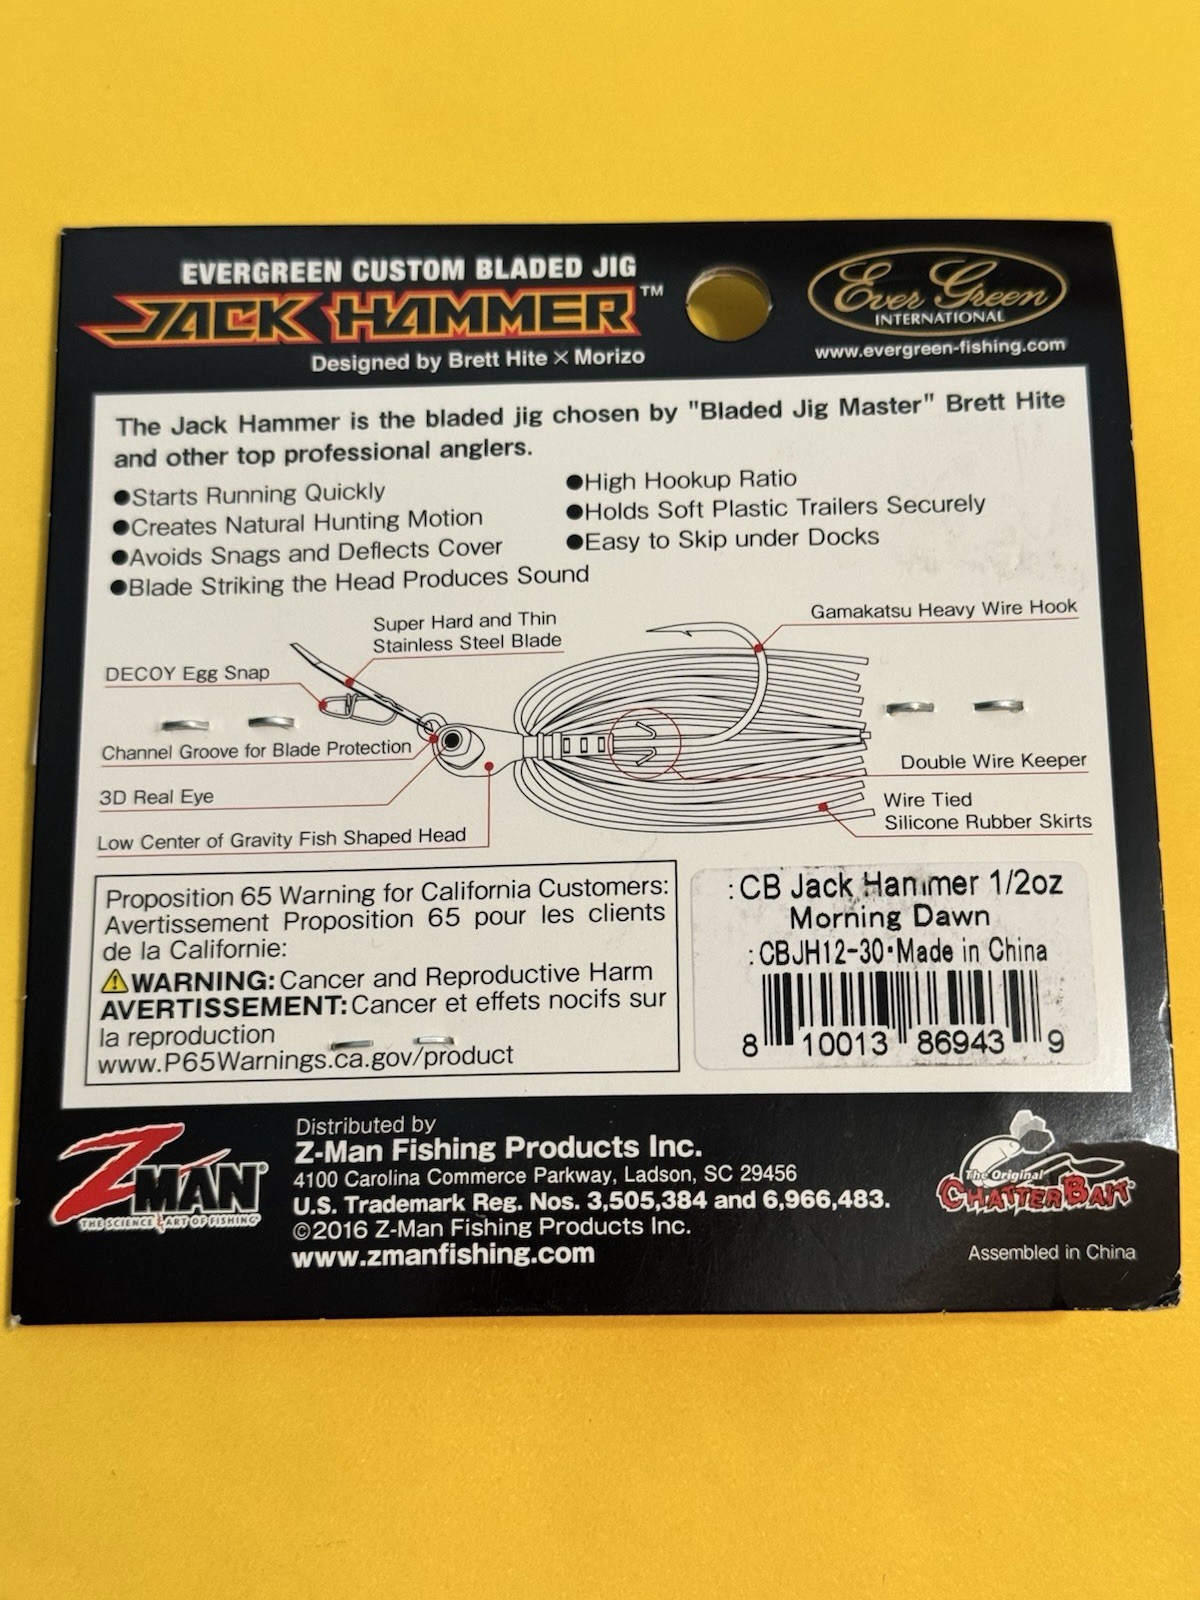 EVERGREEN CUSTOM BLADED JIG
JACK HAMMER™
Designed by Brett Hite × Morizo
Ever Green
INTERNATIONAL
www.evergreen-fishing.com
The Jack Hammer is the bladed jig chosen by "Bladed Jig Master" Brett Hite
and other top professional anglers.
●Starts Running Quickly
●Creates Natural Hunting Motion
●Avoids Snags and Deflects Cover
●Blade Striking the Head Produces Sound
●High Hookup Ratio
●Holds Soft Plastic Trailers Securely
●Easy to Skip under Docks
Super Hard and Thin
Stainless Steel Blade
Gamakatsu Heavy Wire Hook
DECOY Egg Snap
Channel Groove for Blade Protection
3D Real Eye
Low Center of Gravity Fish Shaped Head
Double Wire Keeper
Wire Tied
Silicone Rubber Skirts
Proposition 65 Warning for California Customers:
Avertissement Proposition 65 pour les clients
de la Californie:
⚠WARNING: Cancer and Reproductive Harm
AVERTISSEMENT: Cancer et effets nocifs sur
la reproduction
www.P65Warnings.ca.gov/product
:CB Jack Hammer 1/2oz
Morning Dawn
:CBJH12-30·Made in China
8 10013 86943 9
ZMAN®
THE SCIENCE & ART OF FISHING®
Distributed by
Z-Man Fishing Products Inc.
4100 Carolina Commerce Parkway, Ladson, SC 29456
U.S. Trademark Reg. Nos. 3,505,384 and 6,966,483.
©2016 Z-Man Fishing Products Inc.
www.zmanfishing.com
The Original
CHATTERBAIT®
Assembled in China